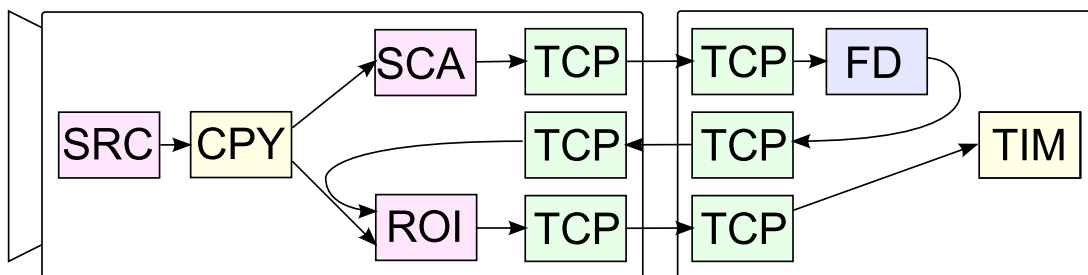 SCA TCP TCP FD
SRC CPY TCP TCP TIM
ROI TCP TCP